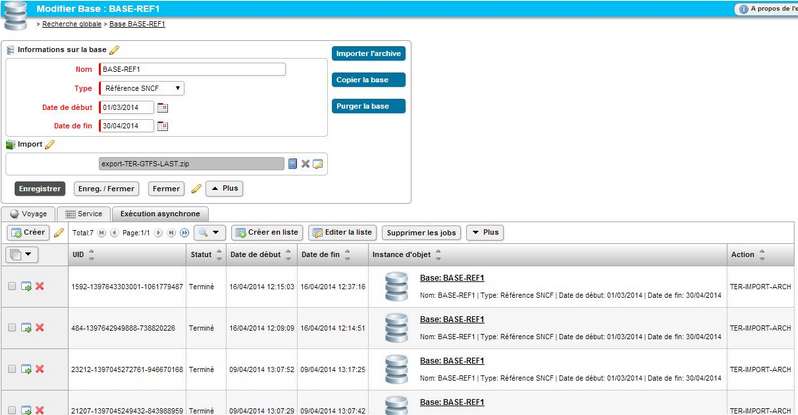 Modifier Base : BASE-REF1
A propos de l'e
> Recherche globale > Base BASE-REF1
Informations sur la base
Importer l'archive
Nom BASE-REF1
Copier la base
Type Référence SNCF
Purger la base
Date de début 01/03/2014
Date de fin 30/04/2014
Import
export-TER-GTFS-LAST.zip
Enregistrer Enreg. / Fermer Fermer Plus
Voyage Service Exécution asynchrone
Créer Total:7 Page:1/1 Créer en liste Editer la liste Supprimer les jobs Plus
UID Statut Date de début Date de fin Instance d'objet Action
1592-1397643303001-1061779487 Terminé 16/04/2014 12:15:03 16/04/2014 12:37:16 Base: BASE-REF1 TER-IMPORT-ARCH
Nom: BASE-REF1 | Type: Référence SNCF | Date de début: 01/03/2014 | Date de fin: 30/04/2014
484-1397642949888-738820226 Terminé 16/04/2014 12:09:09 16/04/2014 12:14:51 Base: BASE-REF1 TER-IMPORT-ARCH
Nom: BASE-REF1 | Type: Référence SNCF | Date de début: 01/03/2014 | Date de fin: 30/04/2014
23212-1397045272761-946670168 Terminé 09/04/2014 13:07:52 09/04/2014 13:17:25 Base: BASE-REF1 TER-IMPORT-ARCH
Nom: BASE-REF1 | Type: Référence SNCF | Date de début: 01/03/2014 | Date de fin: 30/04/2014
21207-1397045249432-843988959 Terminé 09/04/2014 13:07:29 09/04/2014 13:07:42 Base: BASE-REF1 TER-IMPORT-ARCH